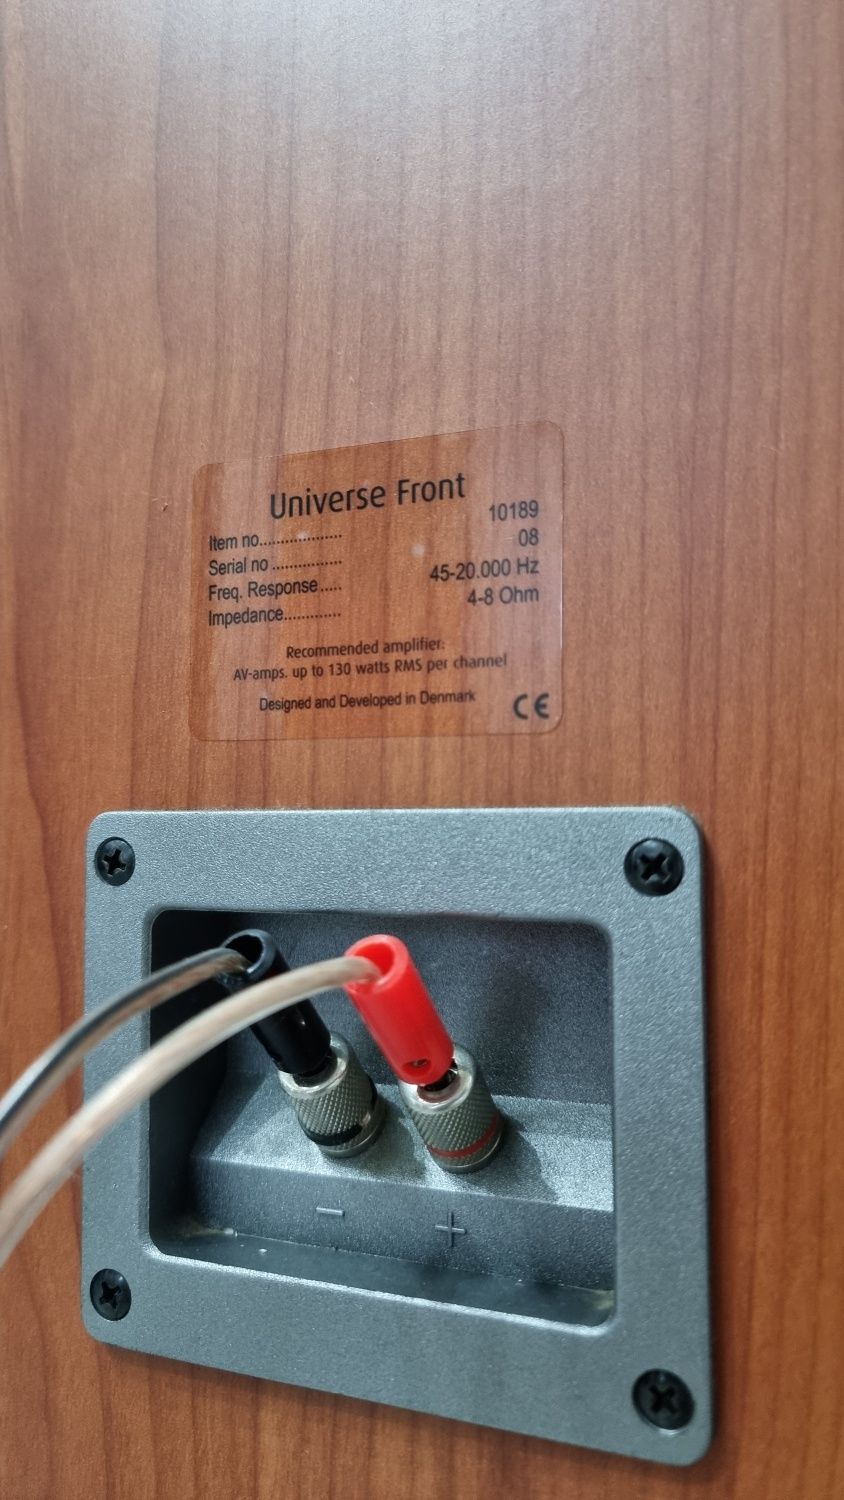 Universe Front
Item no................... 10189
Serial no ................ 08
Freq. Response..... 45-20.000 Hz
Impedance............. 4-8 Ohm
Recommended amplifier:
AV-amps. up to 130 watts RMS per channel
Designed and Developed in Denmark CE
− +